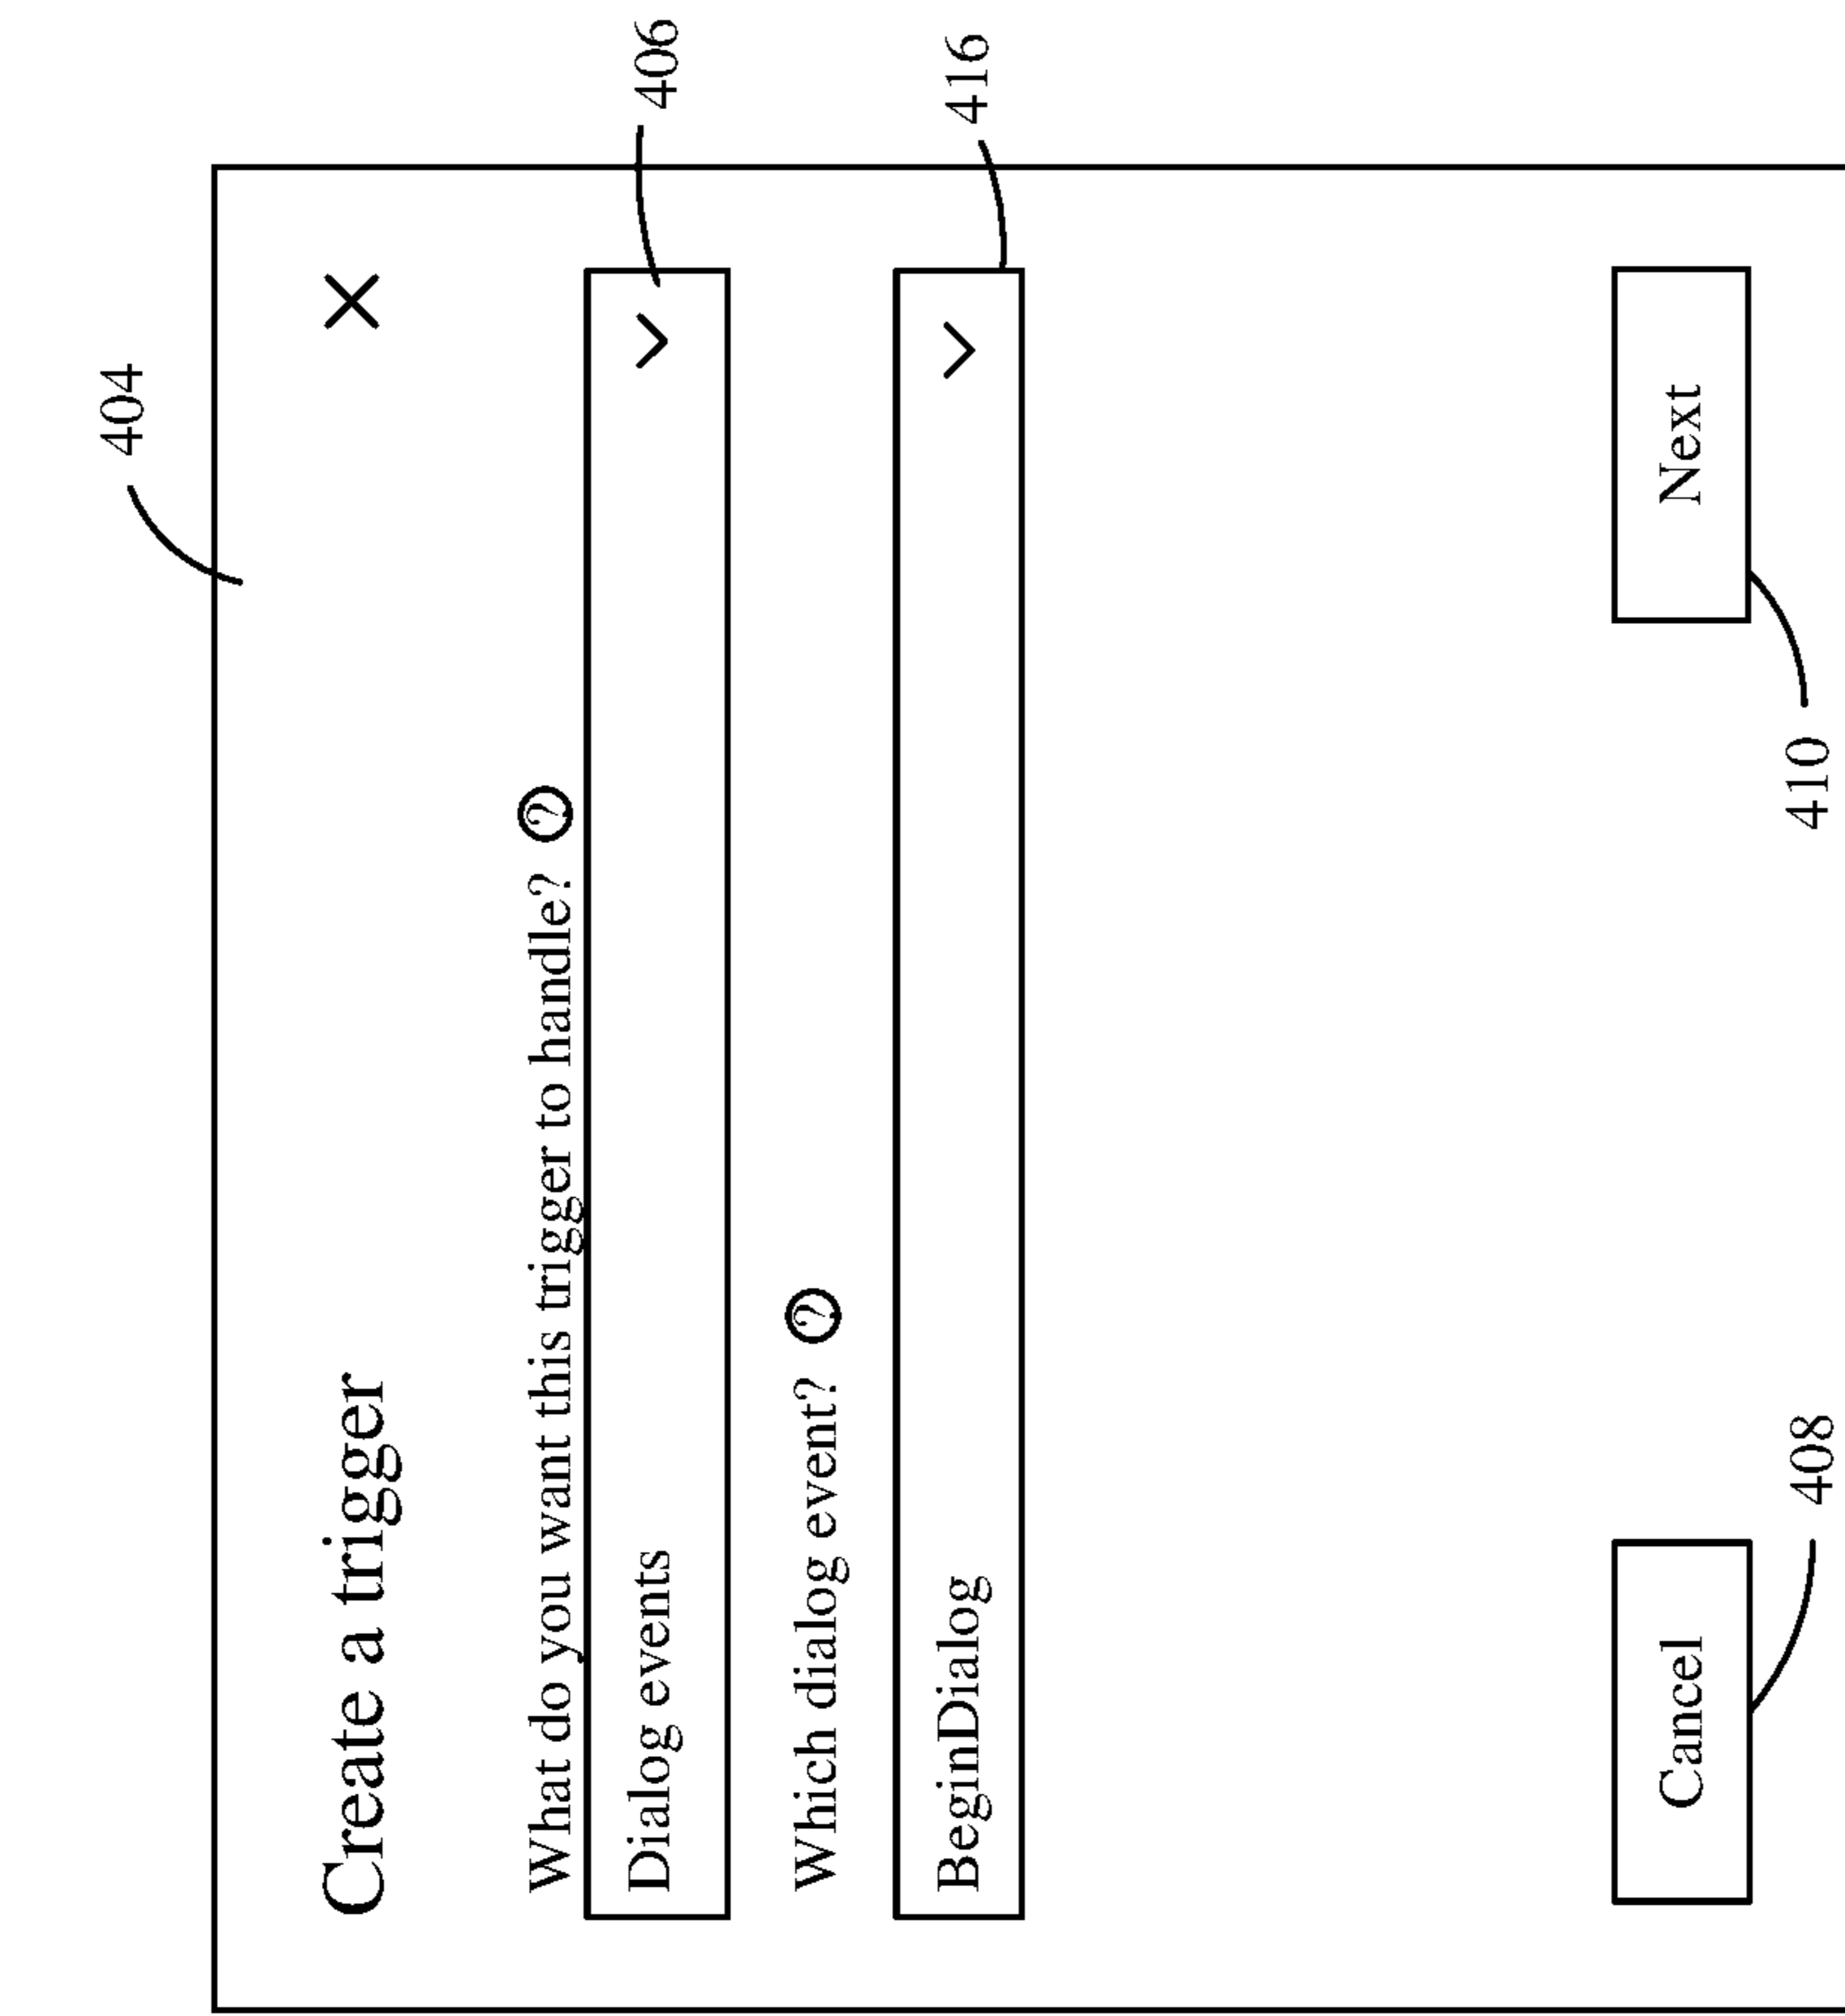 404
Create a trigger
What do you want this trigger to handle? ?
Dialog events
406
Which dialog event? ?
BeginDialog
416
Cancel
Next
408
410